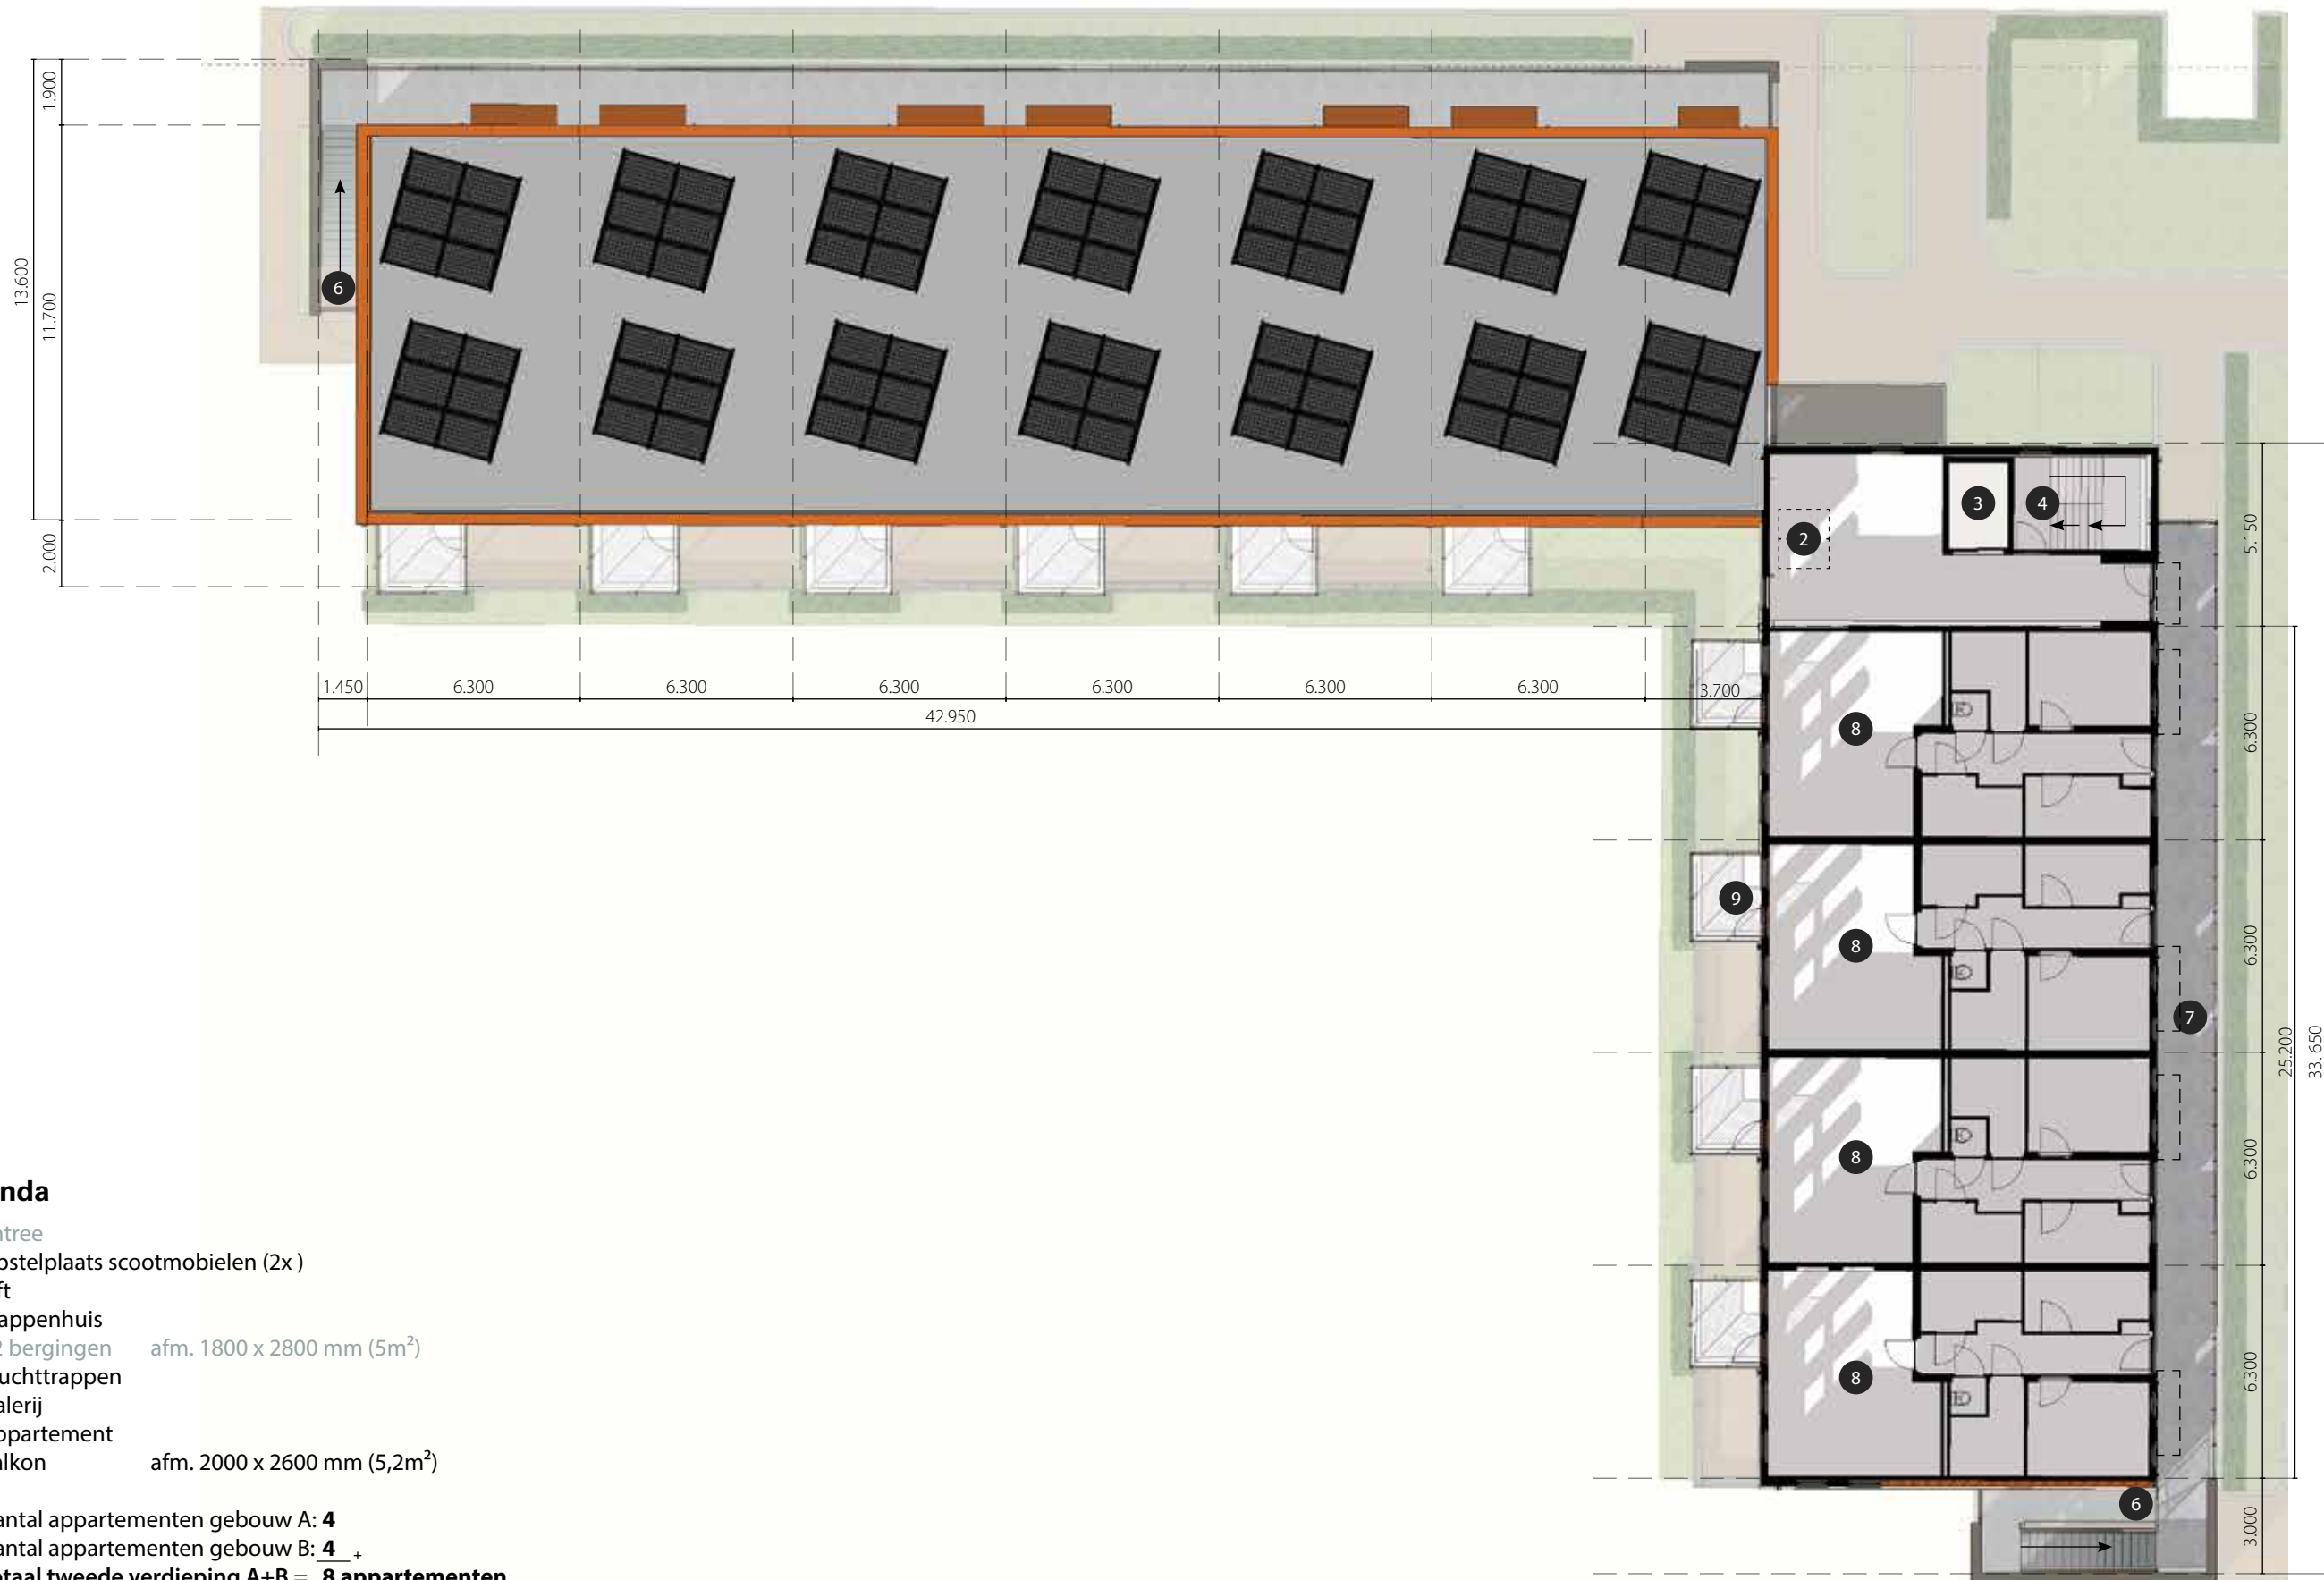 1.900
13.600
11.700
2.000
6
1.450
6.300
6.300
6.300
6.300
6.300
6.300
3.700
42.950
2
3
4
5.150
8
6.300
9
8
6.300
7
25.200
33. 650
8
6.300
8
6.300
6
3.000
nda
ntree
pstelplaats scootmobielen (2x )
ft
appenhuis
2 bergingen afm. 1800 x 2800 mm (5m²)
uchttrappen
alerij
ppartement
alkon afm. 2000 x 2600 mm (5,2m²)
antal appartementen gebouw A: 4
antal appartementen gebouw B: 4 +
otaal tweede verdieping A+B = 8 appartementen